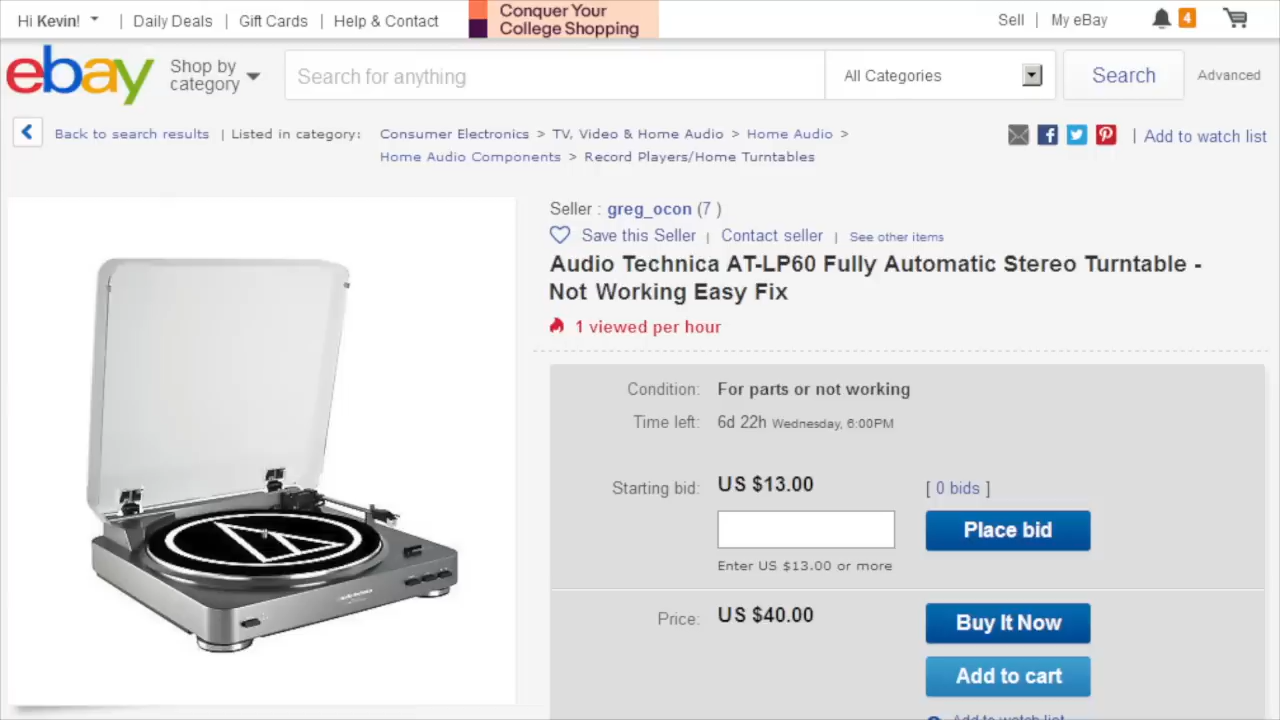 Hi Kevin! | Daily Deals | Gift Cards | Help & Contact
Conquer Your
College Shopping
Sell | My eBay
4
ebay
Shop by
category
Search for anything
All Categories
Search
Advanced
Back to search results | Listed in category:
Consumer Electronics > TV, Video & Home Audio > Home Audio >
Home Audio Components > Record Players/Home Turntables
| Add to watch list
Seller : greg_ocon (7 )
Save this Seller | Contact seller | See other items
Audio Technica AT-LP60 Fully Automatic Stereo Turntable -
Not Working Easy Fix
1 viewed per hour
Condition: For parts or not working
Time left: 6d 22h Wednesday, 6:00PM
Starting bid: US $13.00
[ 0 bids ]
Place bid
Enter US $13.00 or more
Price: US $40.00
Buy It Now
Add to cart
Add to watch list